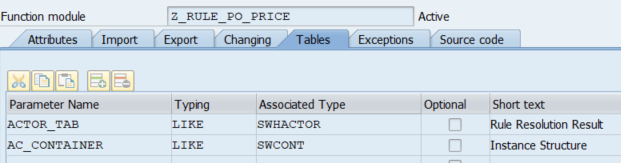 Function module Z_RULE_PO_PRICE Active
Attributes Import Export Changing Tables Exceptions Source code
Parameter Name Typing Associated Type Optional Short text
ACTOR_TAB LIKE SWHACTOR Rule Resolution Result
AC_CONTAINER LIKE SWCONT Instance Structure